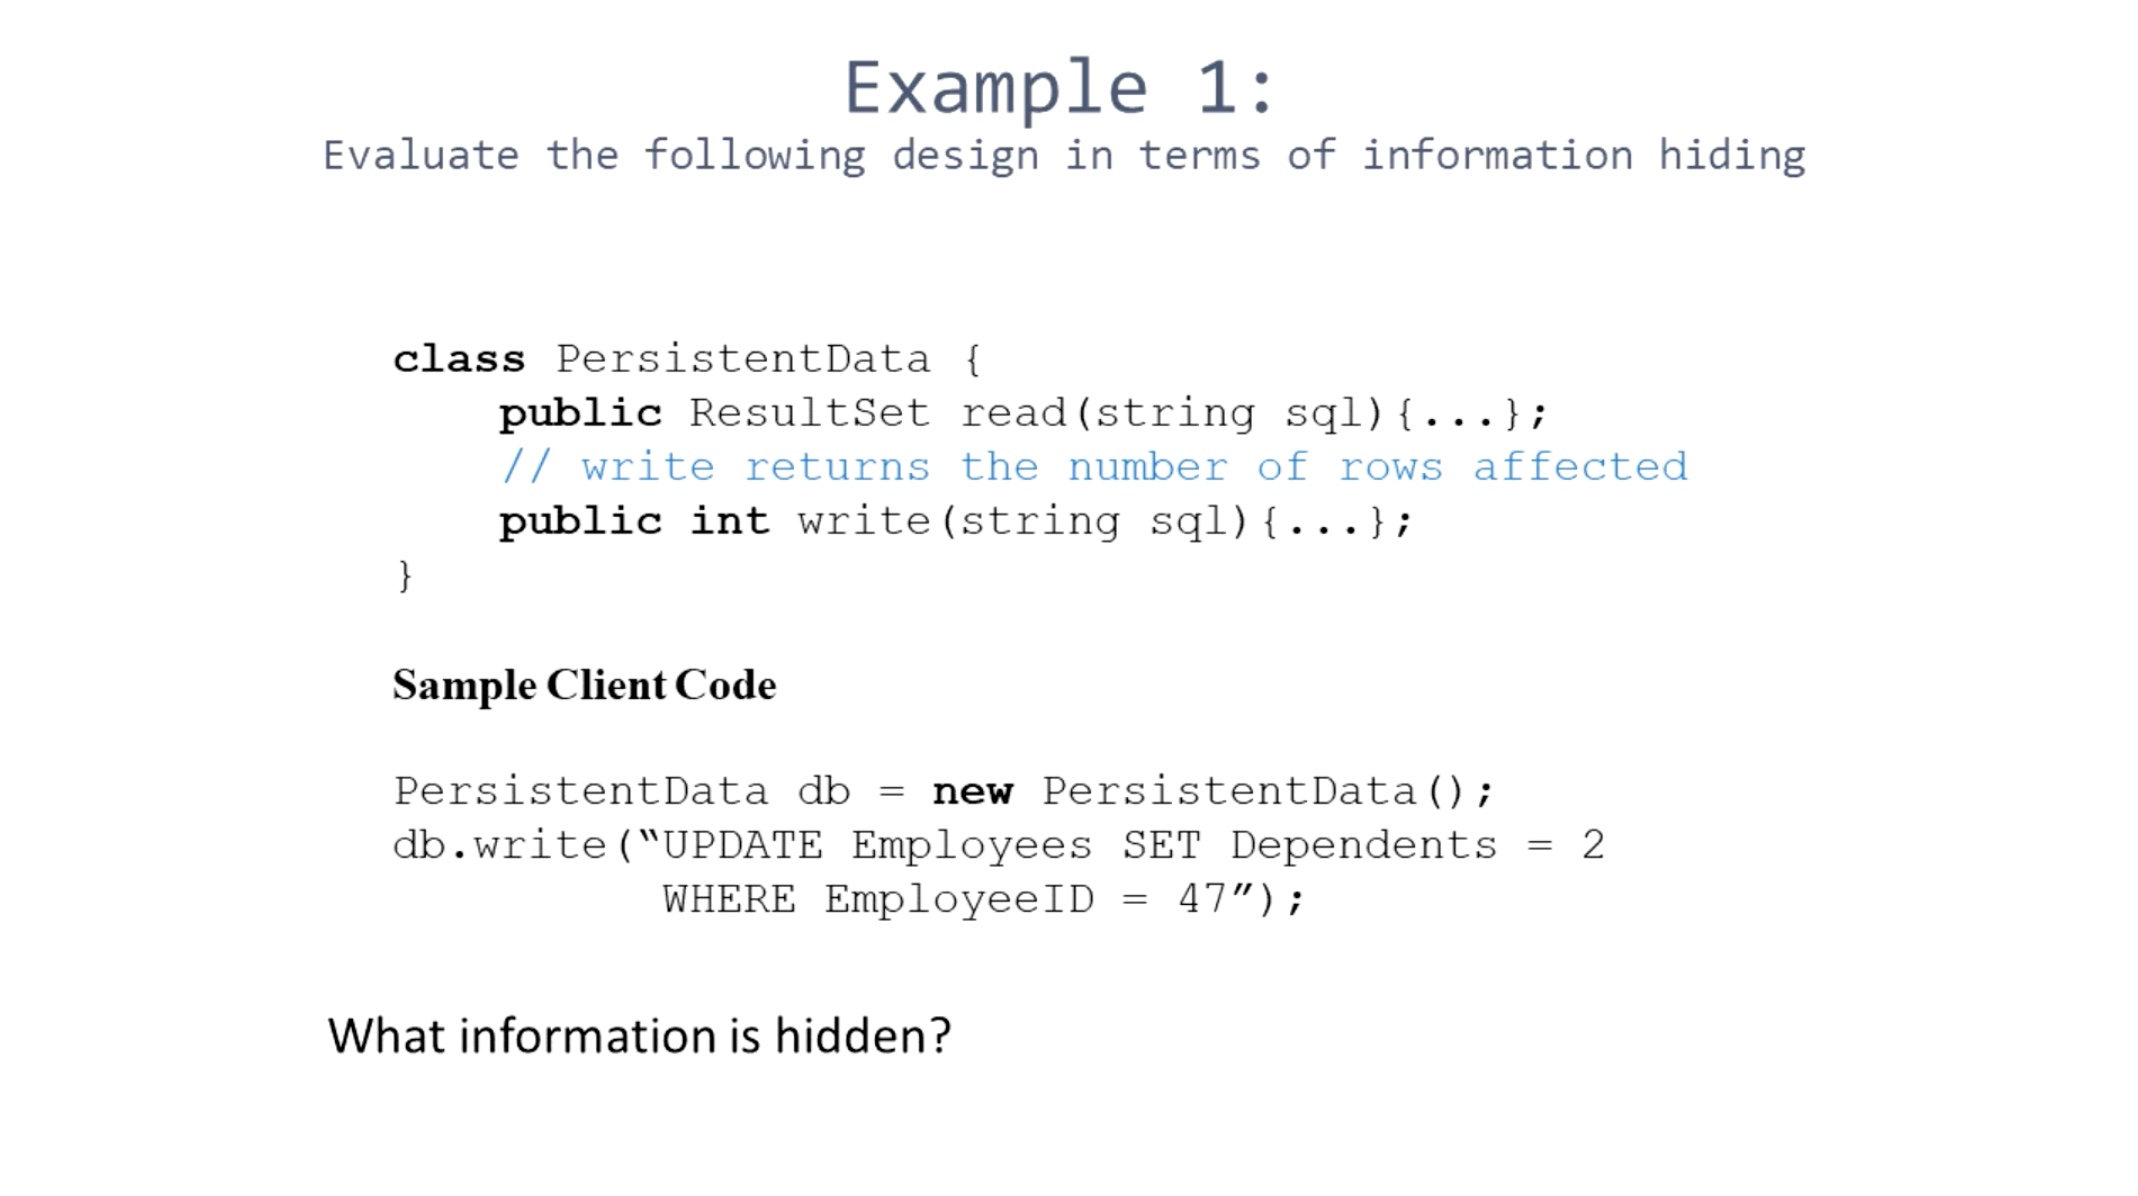 Example 1:
Evaluate the following design in terms of information hiding
class PersistentData {
public ResultSet read(string sql){...};
// write returns the number of rows affected
public int write(string sql){...};
}
Sample Client Code
PersistentData db = new PersistentData();
db.write(“UPDATE Employees SET Dependents = 2
WHERE EmployeeID = 47”);
What information is hidden?